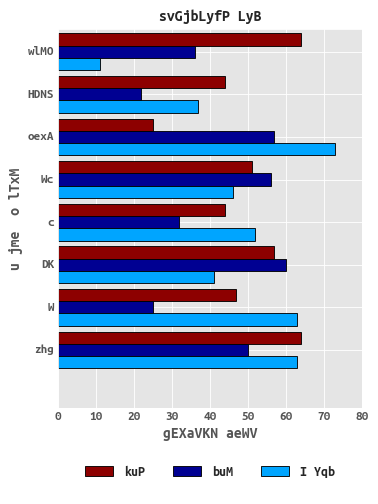 svGjbLyfP LyB
wlMO
HDNS
oexA
Wc
c
DK
W
zhg
u jme  o lTxM
0 10 20 30 40 50 60 70 80
gEXaVKN aeWV
kuP buM I Yqb